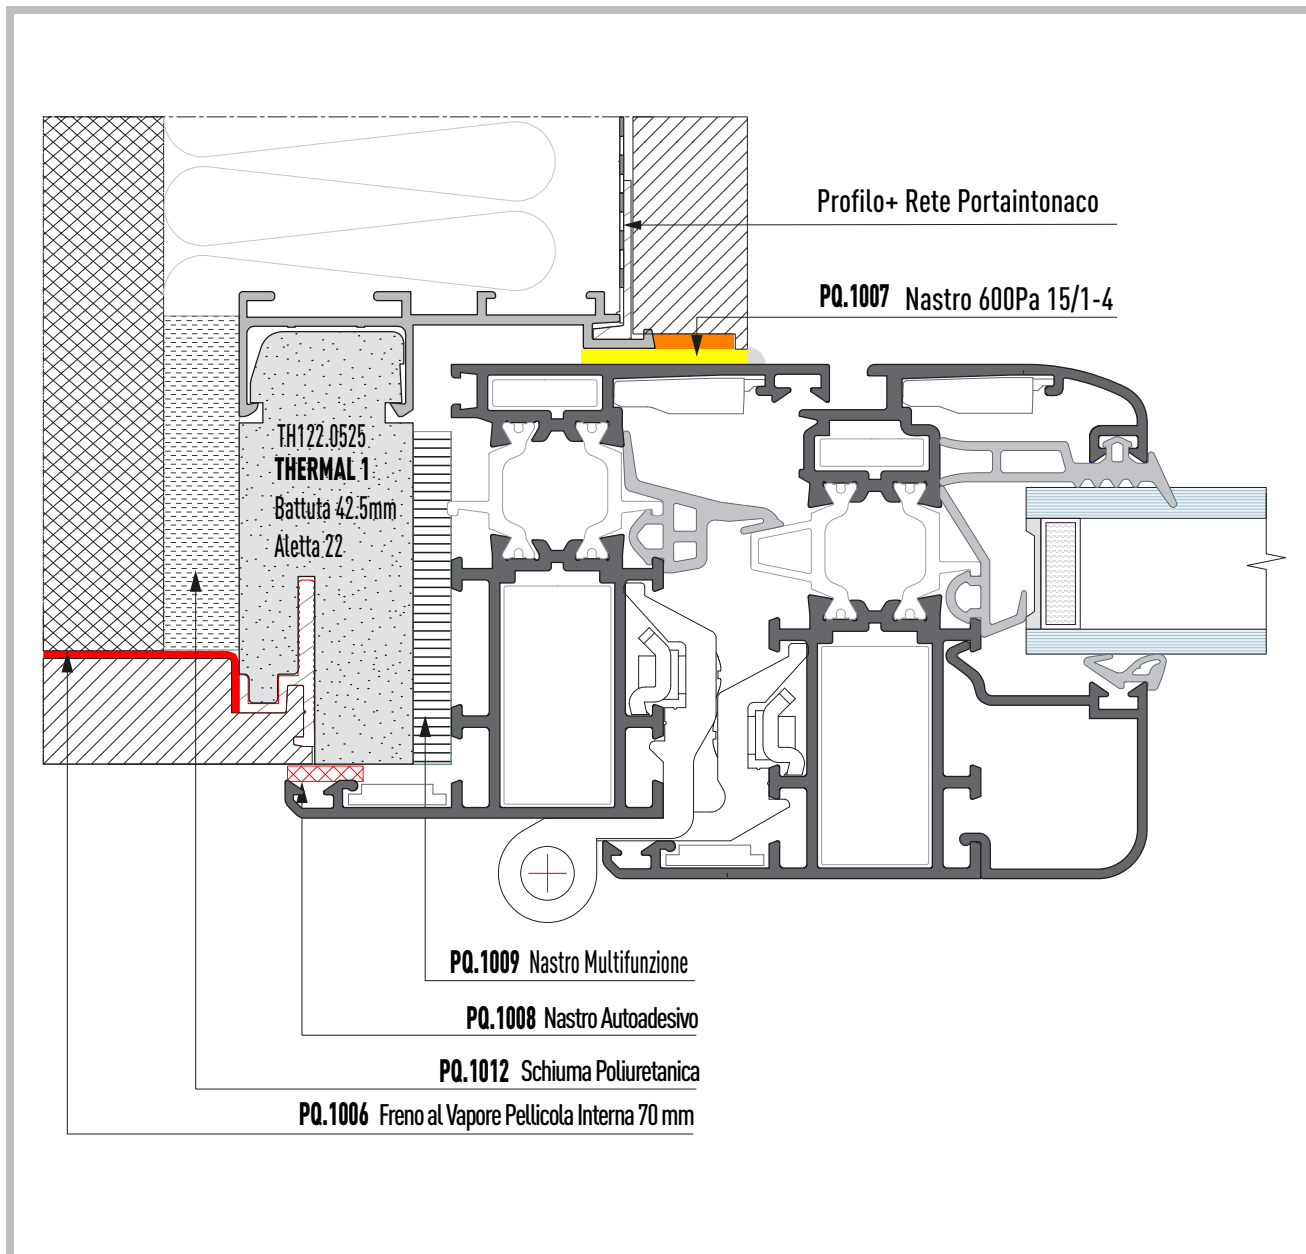 Profilo+ Rete Portaintonaco
PQ.1007 Nastro 600Pa 15/1-4
TH122.0525
THERMAL 1
Battuta 42.5mm
Aletta 22
PQ.1009 Nastro Multifunzione
PQ.1008 Nastro Autoadesivo
PQ.1012 Schiuma Poliuretanica
PQ.1006 Freno al Vapore Pellicola Interna 70 mm